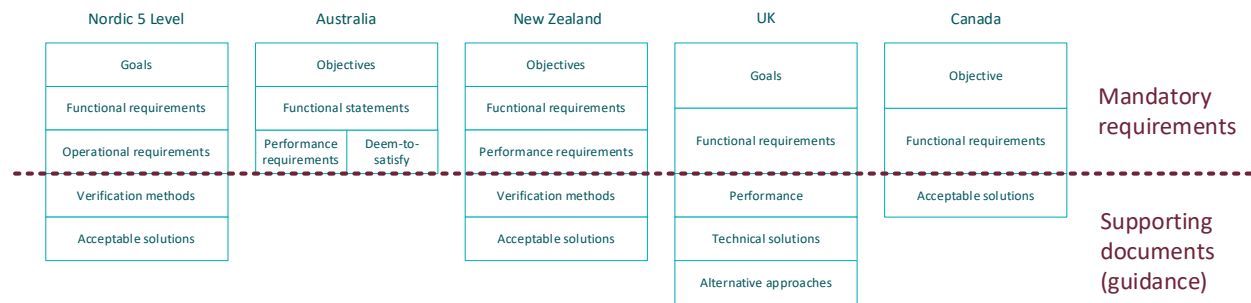 Nordic 5 Level
Australia
New Zealand
UK
Canada
Goals
Functional requirements
Operational requirements
Verification methods
Acceptable solutions
Objectives
Functional statements
Performance
requirements
Deem-to-
satisfy
Objectives
Fucntional requirements
Performance requirements
Verification methods
Acceptable solutions
Goals
Functional requirements
Performance
Technical solutions
Alternative approaches
Objective
Functional requirements
Acceptable solutions
Mandatory
requirements
Supporting
documents
(guidance)